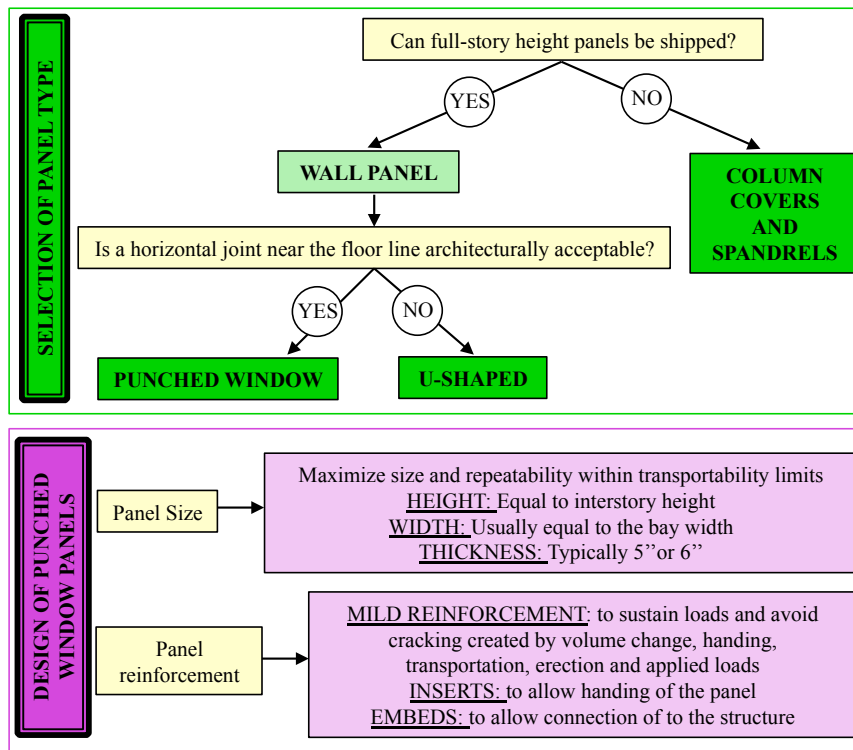 SELECTION OF PANEL TYPE
Can full-story height panels be shipped?
YES
NO
WALL PANEL
COLUMN
COVERS
AND
SPANDRELS
Is a horizontal joint near the floor line architecturally acceptable?
YES
NO
PUNCHED WINDOW
U-SHAPED
DESIGN OF PUNCHED
WINDOW PANELS
Panel Size
Maximize size and repeatability within transportability limits
HEIGHT: Equal to interstory height
WIDTH: Usually equal to the bay width
THICKNESS: Typically 5’’or 6’’
Panel
reinforcement
MILD REINFORCEMENT: to sustain loads and avoid
cracking created by volume change, handing,
transportation, erection and applied loads
INSERTS: to allow handing of the panel
EMBEDS: to allow connection of to the structure